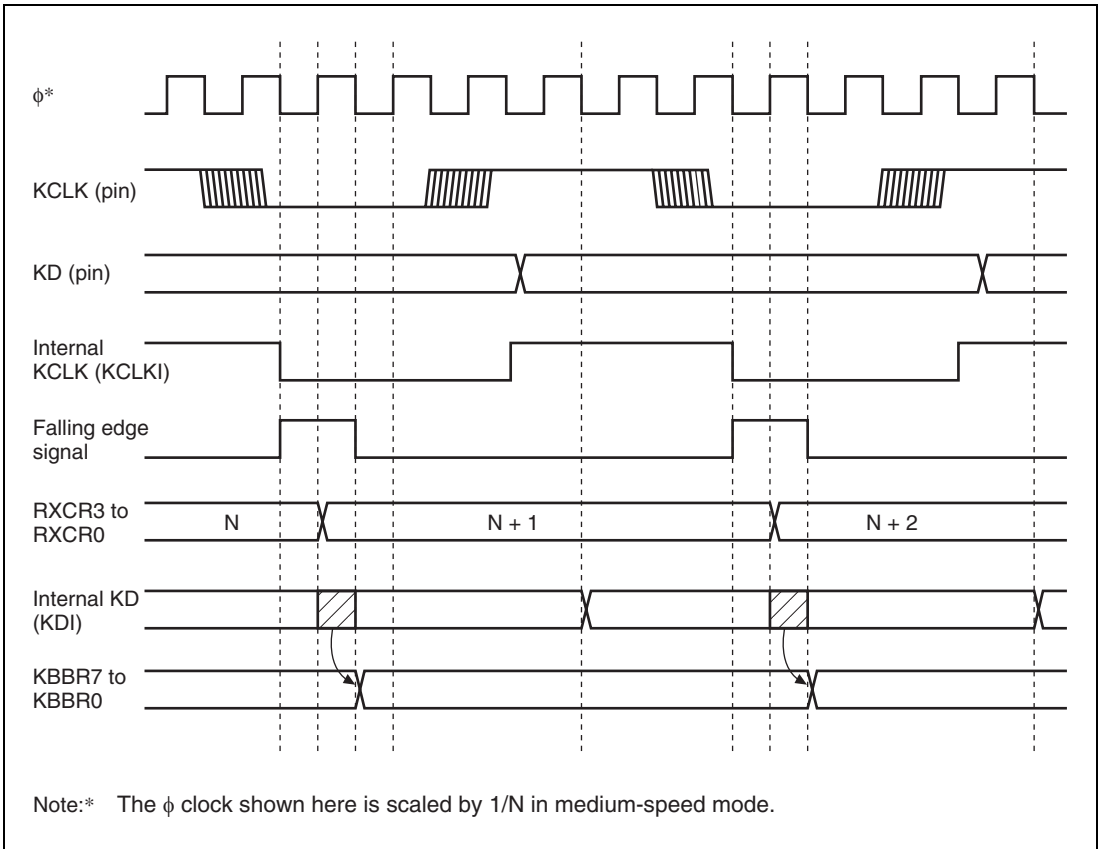 ϕ*
KCLK (pin)
KD (pin)
Internal
KCLK (KCLKI)
Falling edge
signal
RXCR3 to
RXCR0
N
N + 1
N + 2
Internal KD
(KDI)
KBBR7 to
KBBR0
Note:* The ϕ clock shown here is scaled by 1/N in medium-speed mode.